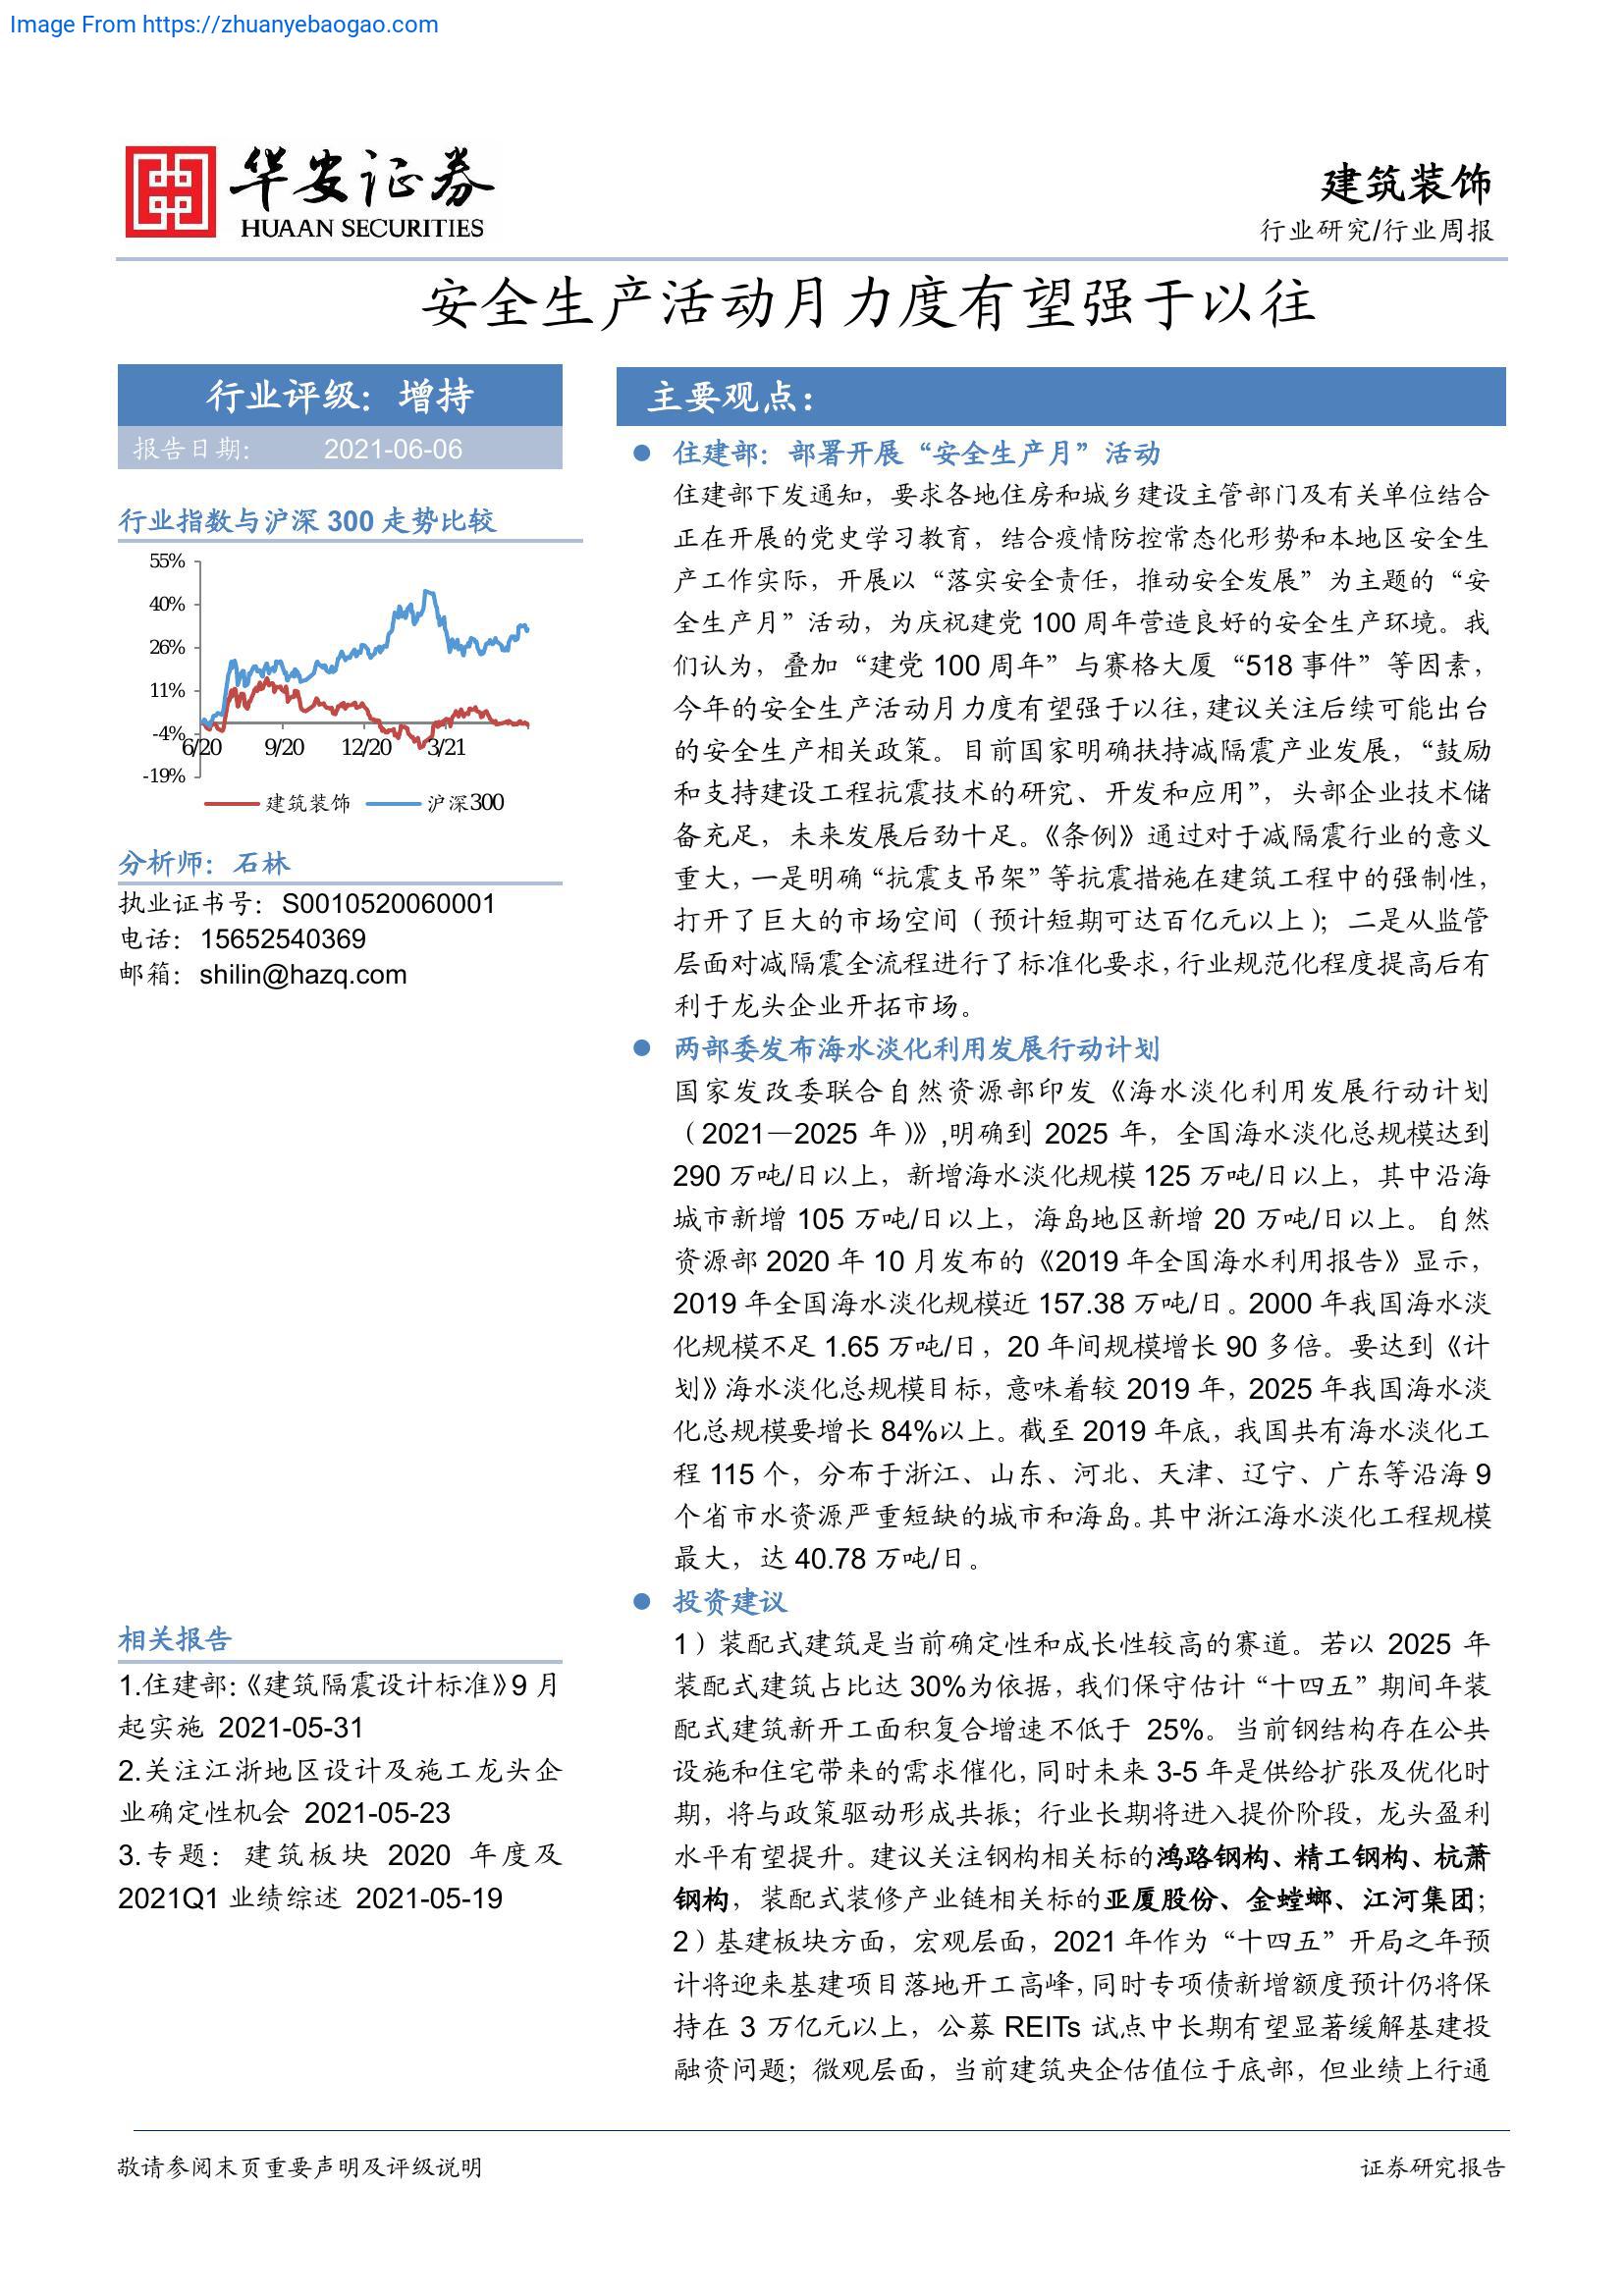 Image From https://zhuanyebaogao.com
华安证券
HUAAN SECURITIES
建筑装饰
行业研究/行业周报
安全生产活动月力度有望强于以往
行业评级：增持
报告日期： 2021-06-06
行业指数与沪深 300 走势比较
55%
40%
26%
11%
-4%
-19%
6/20 9/20 12/20 3/21
建筑装饰 沪深300
分析师：石林
执业证书号：S0010520060001
电话：15652540369
邮箱：shilin@hazq.com
相关报告
1.住建部：《建筑隔震设计标准》9 月
起实施 2021-05-31
2.关注江浙地区设计及施工龙头企
业确定性机会 2021-05-23
3.专题：建筑板块 2020 年度及
2021Q1 业绩综述 2021-05-19
主要观点：
● 住建部：部署开展“安全生产月”活动
住建部下发通知，要求各地住房和城乡建设主管部门及有关单位结合
正在开展的党史学习教育，结合疫情防控常态化形势和本地区安全生
产工作实际，开展以“落实安全责任，推动安全发展”为主题的“安
全生产月”活动，为庆祝建党 100 周年营造良好的安全生产环境。我
们认为，叠加“建党 100 周年”与赛格大厦“518 事件”等因素，
今年的安全生产活动月力度有望强于以往，建议关注后续可能出台
的安全生产相关政策。目前国家明确扶持减隔震产业发展，“鼓励
和支持建设工程抗震技术的研究、开发和应用”，头部企业技术储
备充足，未来发展后劲十足。《条例》通过对于减隔震行业的意义
重大，一是明确“抗震支吊架”等抗震措施在建筑工程中的强制性，
打开了巨大的市场空间（预计短期可达百亿元以上）；二是从监管
层面对减隔震全流程进行了标准化要求，行业规范化程度提高后有
利于龙头企业开拓市场。
● 两部委发布海水淡化利用发展行动计划
国家发改委联合自然资源部印发《海水淡化利用发展行动计划
（2021—2025 年）》,明确到 2025 年，全国海水淡化总规模达到
290 万吨/日以上，新增海水淡化规模 125 万吨/日以上，其中沿海
城市新增 105 万吨/日以上，海岛地区新增 20 万吨/日以上。自然
资源部 2020 年 10 月发布的《2019 年全国海水利用报告》显示，
2019 年全国海水淡化规模近 157.38 万吨/日。2000 年我国海水淡
化规模不足 1.65 万吨/日，20 年间规模增长 90 多倍。要达到《计
划》海水淡化总规模目标，意味着较 2019 年，2025 年我国海水淡
化总规模要增长 84%以上。截至 2019 年底，我国共有海水淡化工
程 115 个，分布于浙江、山东、河北、天津、辽宁、广东等沿海 9
个省市水资源严重短缺的城市和海岛。其中浙江海水淡化工程规模
最大，达 40.78 万吨/日。
● 投资建议
1）装配式建筑是当前确定性和成长性较高的赛道。若以 2025 年
装配式建筑占比达 30%为依据，我们保守估计“十四五”期间年装
配式建筑新开工面积复合增速不低于 25%。当前钢结构存在公共
设施和住宅带来的需求催化，同时未来 3-5 年是供给扩张及优化时
期，将与政策驱动形成共振；行业长期将进入提价阶段，龙头盈利
水平有望提升。建议关注钢构相关标的鸿路钢构、精工钢构、杭萧
钢构，装配式装修产业链相关标的亚厦股份、金螳螂、江河集团；
2）基建板块方面，宏观层面，2021 年作为“十四五”开局之年预
计将迎来基建项目落地开工高峰，同时专项债新增额度预计仍将保
持在 3 万亿元以上，公募 REITs 试点中长期有望显著缓解基建投
融资问题；微观层面，当前建筑央企估值位于底部，但业绩上行通
敬请参阅末页重要声明及评级说明
证券研究报告